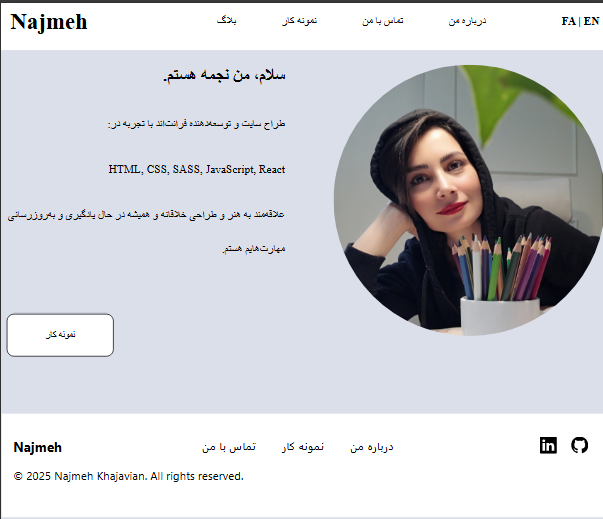 Najmeh
درباره من
تماس با من
نمونه کار
بلاگ
FA | EN
سلام، من نجمه هستم.
طراح سایت و توسعه‌دهنده فرانت‌اند با تجربه در:
HTML, CSS, SASS, JavaScript, React
علاقه‌مند به هنر و طراحی خلاقانه و همیشه در حال یادگیری و به‌روزرسانی
مهارت‌هایم هستم.
نمونه کار
Najmeh
درباره من
نمونه کار
تماس با من
© 2025 Najmeh Khajavian. All rights reserved.